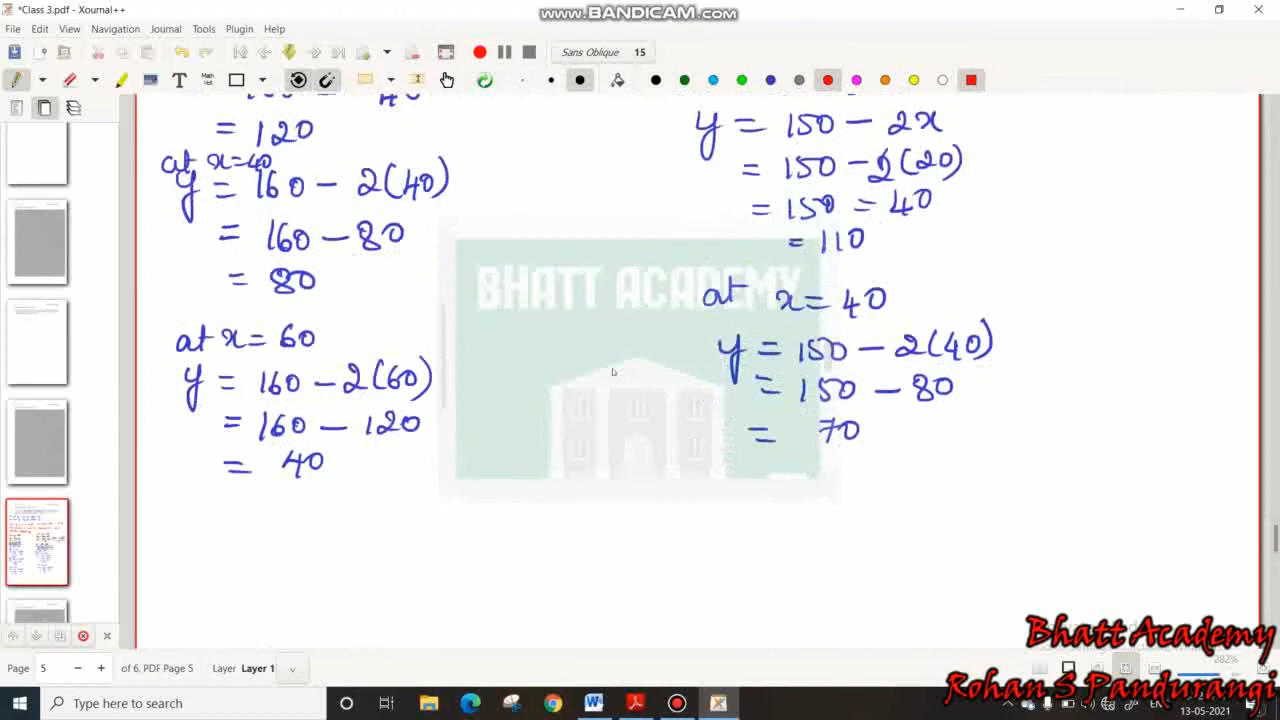 *Class 3.pdf - Xournal++
www.BANDICAM.com
File Edit View Navigation Journal Tools Plugin Help
Sans Oblique 15
= 120
at x=40
y = 160 - 2(40)
= 160 - 80
= 80
at x = 60
y = 160 - 2(60)
= 160 - 120
= 40
y = 150 - 2x
= 150 - 2(20)
= 150 = 40
= 110
at x = 40
y = 150 - 2(40)
= 150 - 80
= 70
BHATT ACADEMY
Bhatt Academy
Rohan S Pandurangi
Page 5 of 6. PDF Page 5 Layer Layer 1
282%
Type here to search
ENG
13-05-2021